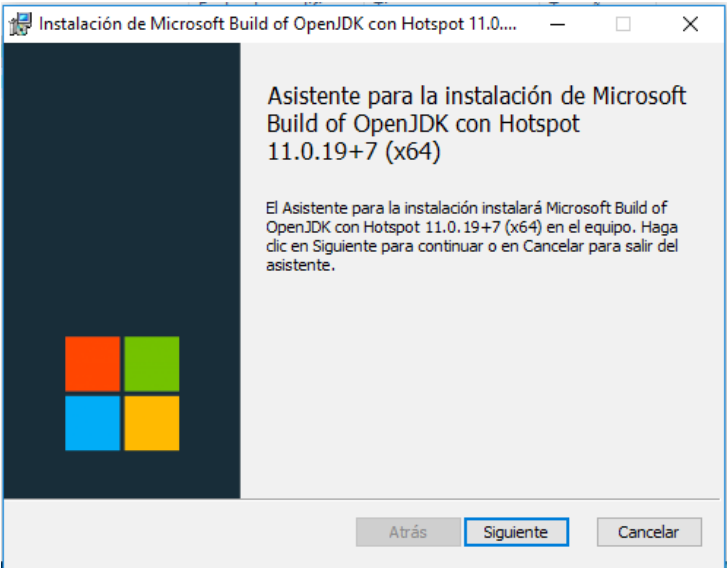 Instalación de Microsoft Build of OpenJDK con Hotspot 11.0....
Asistente para la instalación de Microsoft
Build of OpenJDK con Hotspot
11.0.19+7 (x64)
El Asistente para la instalación instalará Microsoft Build of
OpenJDK con Hotspot 11.0.19+7 (x64) en el equipo. Haga
clic en Siguiente para continuar o en Cancelar para salir del
asistente.
Atrás
Siguiente
Cancelar